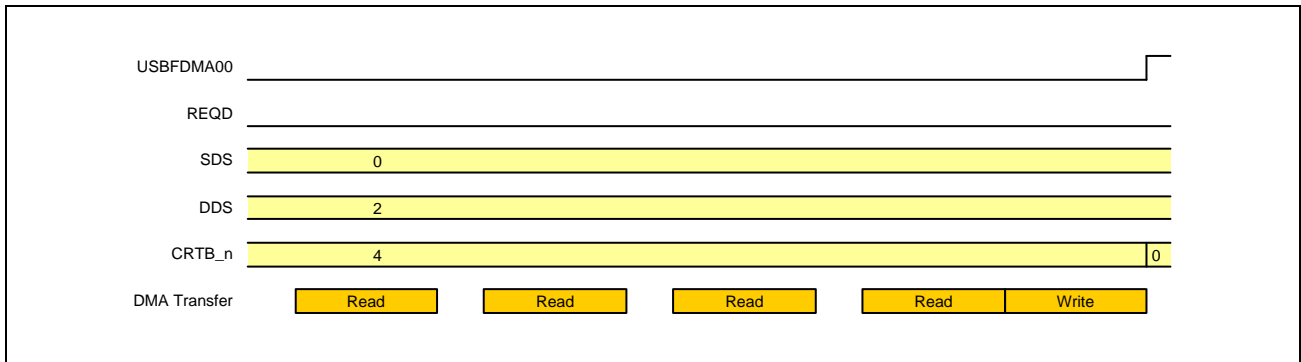 USBFDMA00
REQD
SDS 0
DDS 2
CRTB_n 4 0
DMA Transfer Read Read Read Read Write